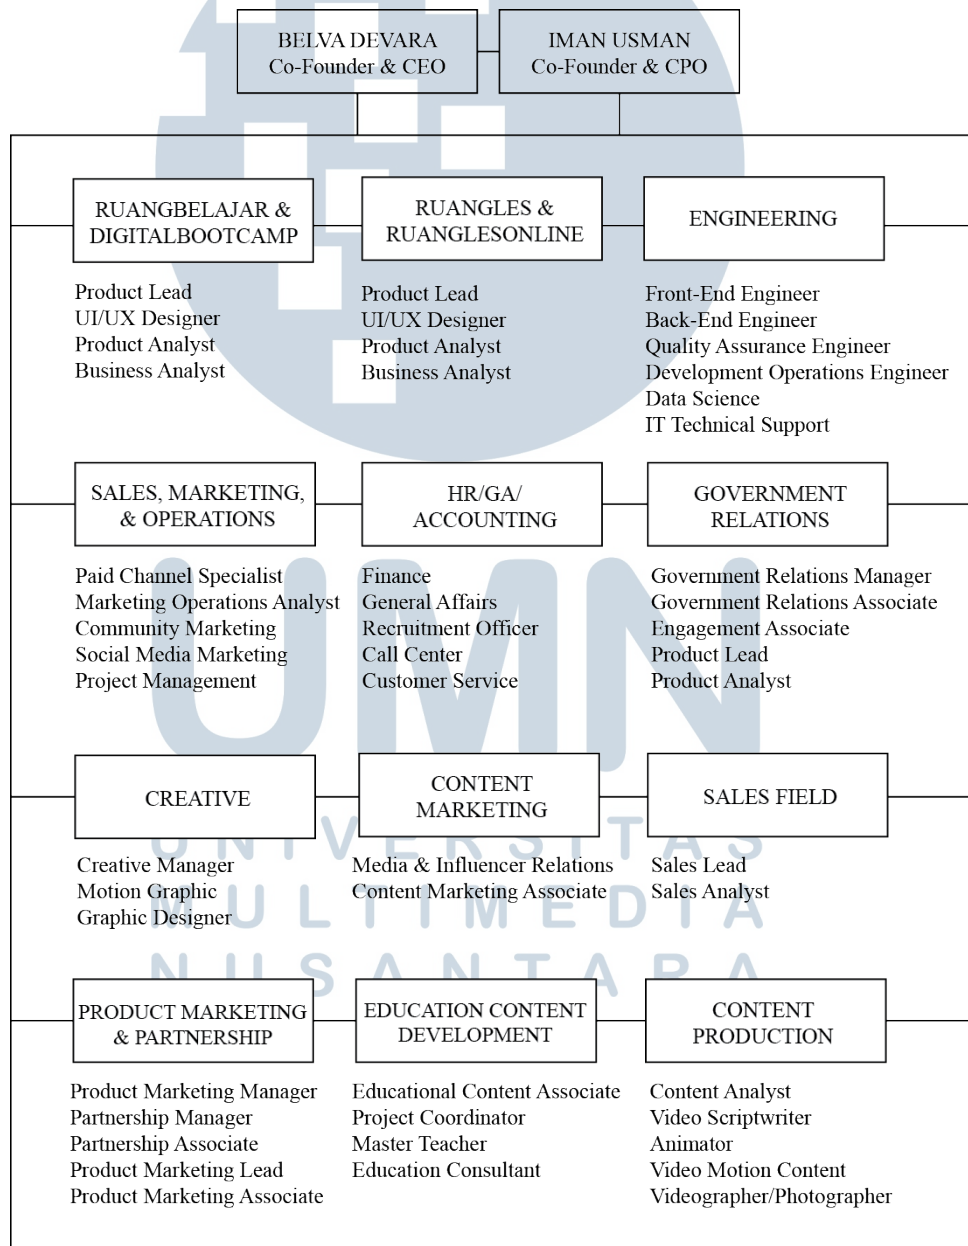 BELVA DEVARA
Co-Founder & CEO
IMAN USMAN
Co-Founder & CPO
RUANGBELAJAR &
DIGITALBOOTCAMP
Product Lead
UI/UX Designer
Product Analyst
Business Analyst
RUANGLES &
RUANGLESONLINE
Product Lead
UI/UX Designer
Product Analyst
Business Analyst
ENGINEERING
Front-End Engineer
Back-End Engineer
Quality Assurance Engineer
Development Operations Engineer
Data Science
IT Technical Support
SALES, MARKETING,
& OPERATIONS
Paid Channel Specialist
Marketing Operations Analyst
Community Marketing
Social Media Marketing
Project Management
HR/GA/
ACCOUNTING
Finance
General Affairs
Recruitment Officer
Call Center
Customer Service
GOVERNMENT
RELATIONS
Government Relations Manager
Government Relations Associate
Engagement Associate
Product Lead
Product Analyst
CREATIVE
Creative Manager
Motion Graphic
Graphic Designer
CONTENT
MARKETING
Media & Influencer Relations
Content Marketing Associate
SALES FIELD
Sales Lead
Sales Analyst
PRODUCT MARKETING
& PARTNERSHIP
Product Marketing Manager
Partnership Manager
Partnership Associate
Product Marketing Lead
Product Marketing Associate
EDUCATION CONTENT
DEVELOPMENT
Educational Content Associate
Project Coordinator
Master Teacher
Education Consultant
CONTENT
PRODUCTION
Content Analyst
Video Scriptwriter
Animator
Video Motion Content
Videographer/Photographer
UMN
UNIVERSITAS
MULTIMEDIA
NUSANTARA